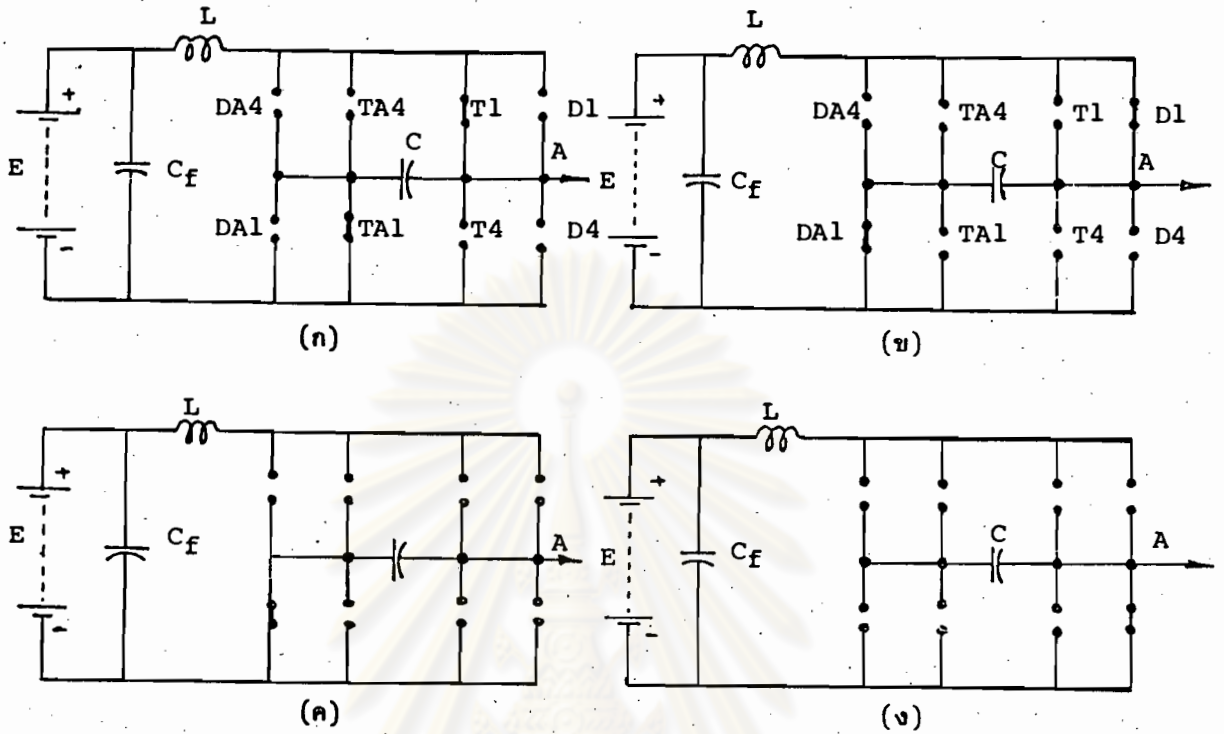 L
+
E
-
Cf
DA4
TA4
T1
D1
C
A
DA1
TA1
T4
D4
(ก)
L
+
E
-
Cf
DA4
TA4
T1
D1
C
A
DA1
TA1
T4
D4
(ข)
L
+
E
-
Cf
A
(ค)
L
+
E
-
Cf
C
A
(ง)